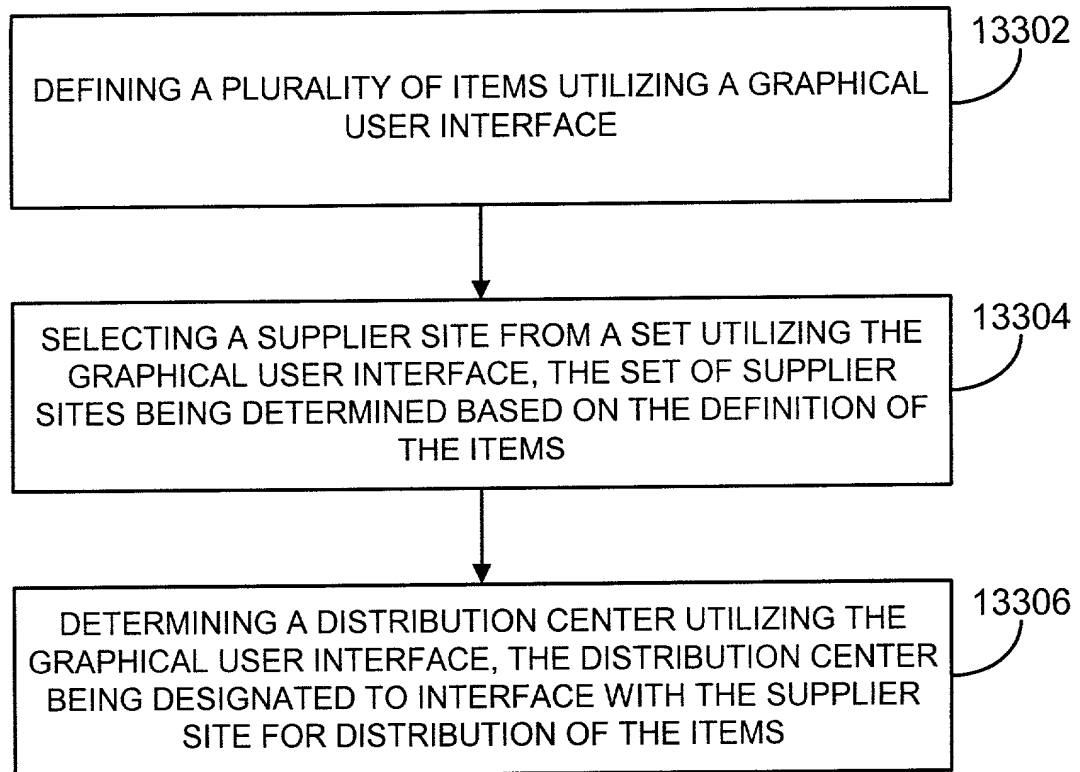 13302
DEFINING A PLURALITY OF ITEMS UTILIZING A GRAPHICAL
USER INTERFACE
13304
SELECTING A SUPPLIER SITE FROM A SET UTILIZING THE
GRAPHICAL USER INTERFACE, THE SET OF SUPPLIER
SITES BEING DETERMINED BASED ON THE DEFINITION OF
THE ITEMS
13306
DETERMINING A DISTRIBUTION CENTER UTILIZING THE
GRAPHICAL USER INTERFACE, THE DISTRIBUTION CENTER
BEING DESIGNATED TO INTERFACE WITH THE SUPPLIER
SITE FOR DISTRIBUTION OF THE ITEMS